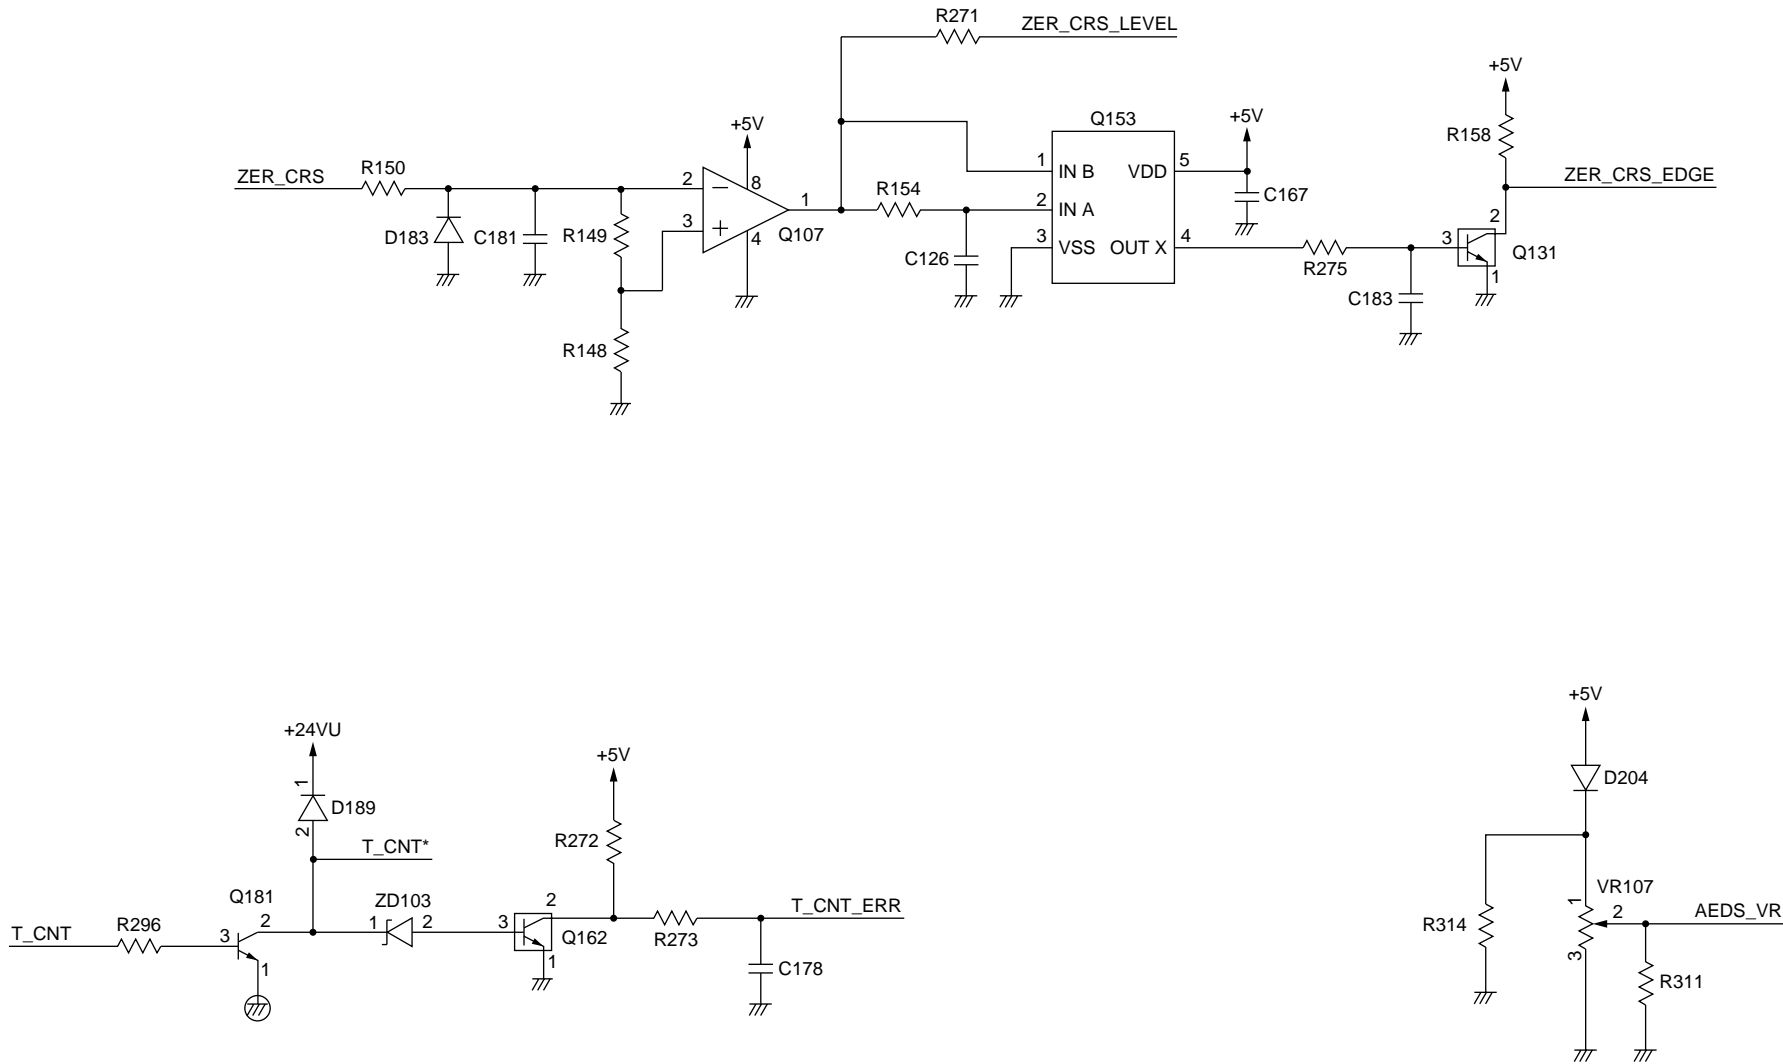 R271
ZER_CRS_LEVEL
+5V
+5V
Q153
+5V
R158
ZER_CRS
R150
2
8
1
1
IN B
VDD
5
C167
ZER_CRS_EDGE
R154
2
IN A
D183
C181
R149
3
4
Q107
C126
3
VSS
OUT X
4
R275
C183
3
2
1
Q131
R148
+24VU
1
D189
2
T_CNT*
+5V
R272
+5V
D204
Q181
ZD103
T_CNT
R296
3
2
1
1
2
3
2
1
Q162
R273
T_CNT_ERR
C178
VR107
1
2
3
R314
AEDS_VR
R311